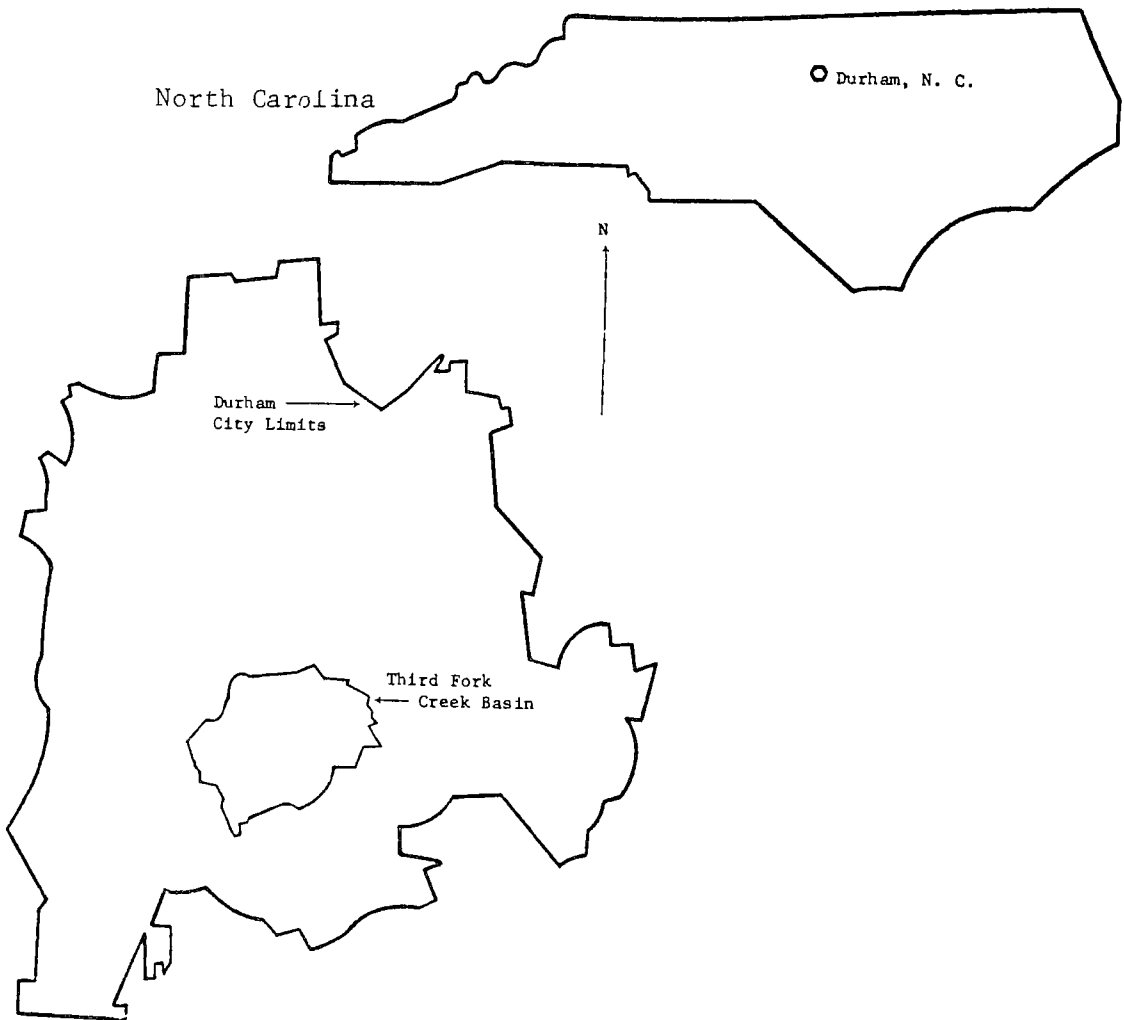 Durham, N. C.
North Carolina
N
Durham
City Limits
Third Fork
Creek Basin